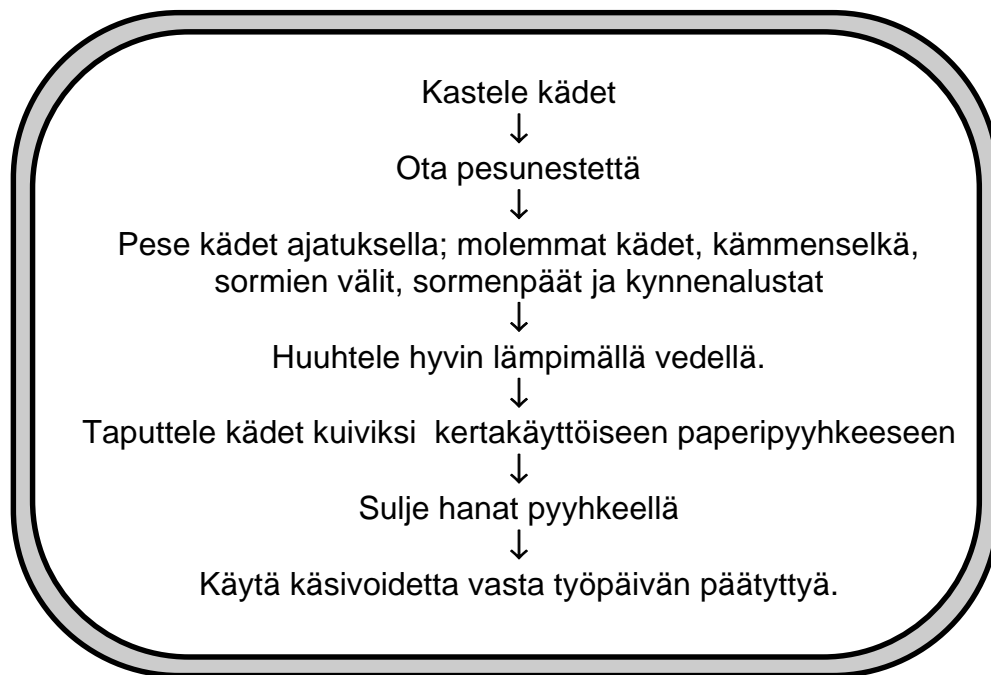 Kastele kädet
↓
Ota pesunestettä
↓
Pese kädet ajatuksella; molemmat kädet, kämmenselkä,
sormien välit, sormenpäät ja kynnenalustat
↓
Huuhtele hyvin lämpimällä vedellä.
↓
Taputtele kädet kuiviksi  kertakäyttöiseen paperipyyhkeeseen
↓
Sulje hanat pyyhkeellä
↓
Käytä käsivoidetta vasta työpäivän päätyttyä.